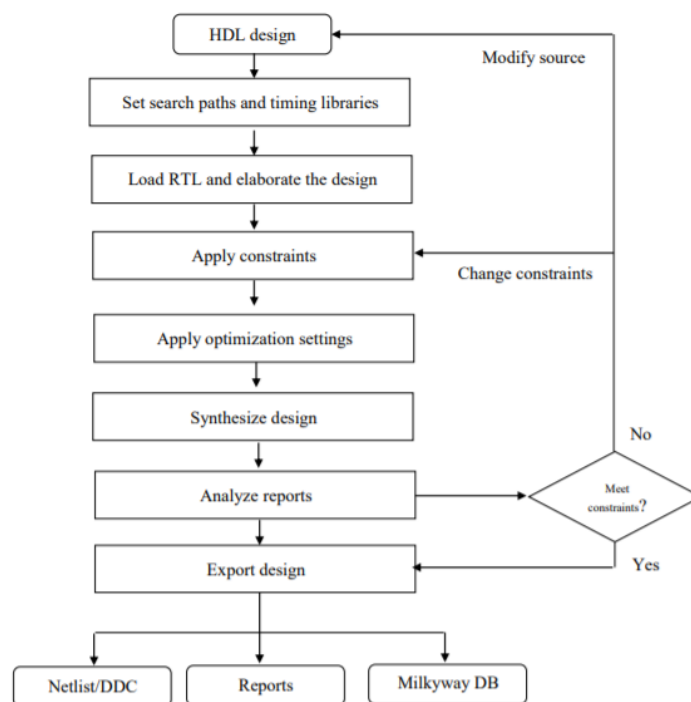 HDL design
Modify source
Set search paths and timing libraries
Load RTL and elaborate the design
Apply constraints
Change constraints
Apply optimization settings
Synthesize design
No
Analyze reports
Meet
constraints?
Export design
Yes
Netlist/DDC
Reports
Milkyway DB